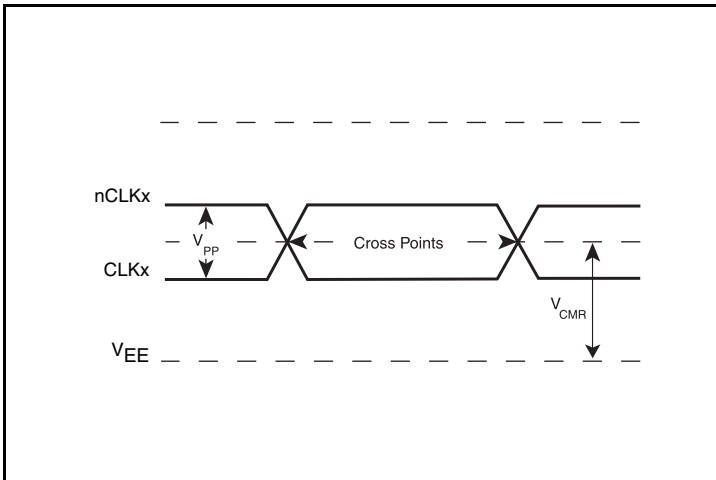 nCLKx
VPP
Cross Points
CLKx
VCMR
VEE